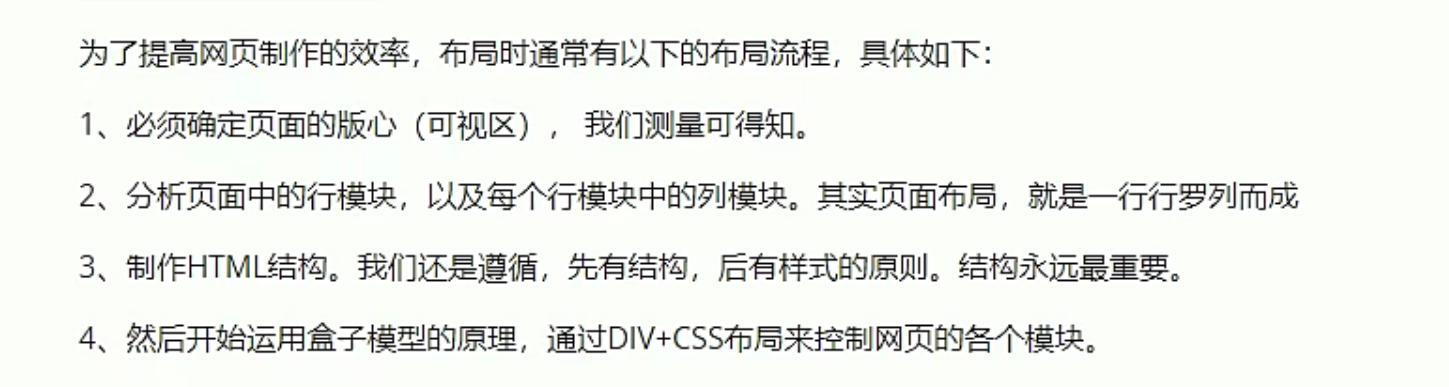 为了提高网页制作的效率，布局时通常有以下的布局流程，具体如下：
1、必须确定页面的版心（可视区）， 我们测量可得知。
2、分析页面中的行模块，以及每个行模块中的列模块。其实页面布局，就是一行行罗列而成
3、制作HTML结构。我们还是遵循，先有结构，后有样式的原则。结构永远最重要。
4、然后开始运用盒子模型的原理，通过DIV+CSS布局来控制网页的各个模块。